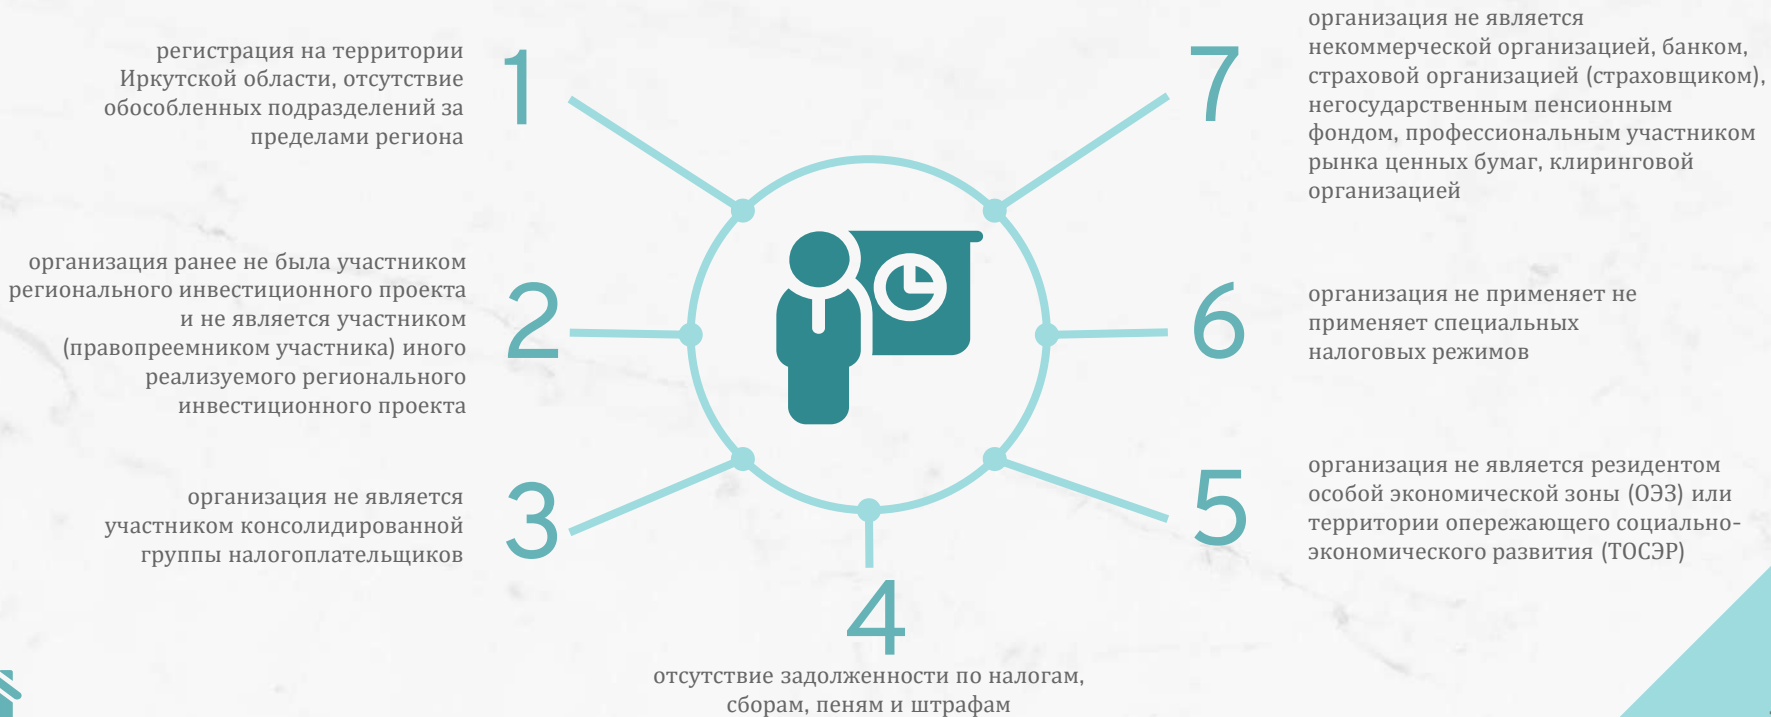 1
регистрация на территории
Иркутской области, отсутствие
обособленных подразделений за
пределами региона
2
организация ранее не была участником
регионального инвестиционного проекта
и не является участником
(правопреемником участника) иного
реализуемого регионального
инвестиционного проекта
3
организация не является
участником консолидированной
группы налогоплательщиков
4
отсутствие задолженности по налогам,
сборам, пеням и штрафам
5
организация не является резидентом
особой экономической зоны (ОЭЗ) или
территории опережающего социально-
экономического развития (ТОСЭР)
6
организация не применяет не
применяет специальных
налоговых режимов
7
организация не является
некоммерческой организацией, банком,
страховой организацией (страховщиком),
негосударственным пенсионным
фондом, профессиональным участником
рынка ценных бумаг, клиринговой
организацией